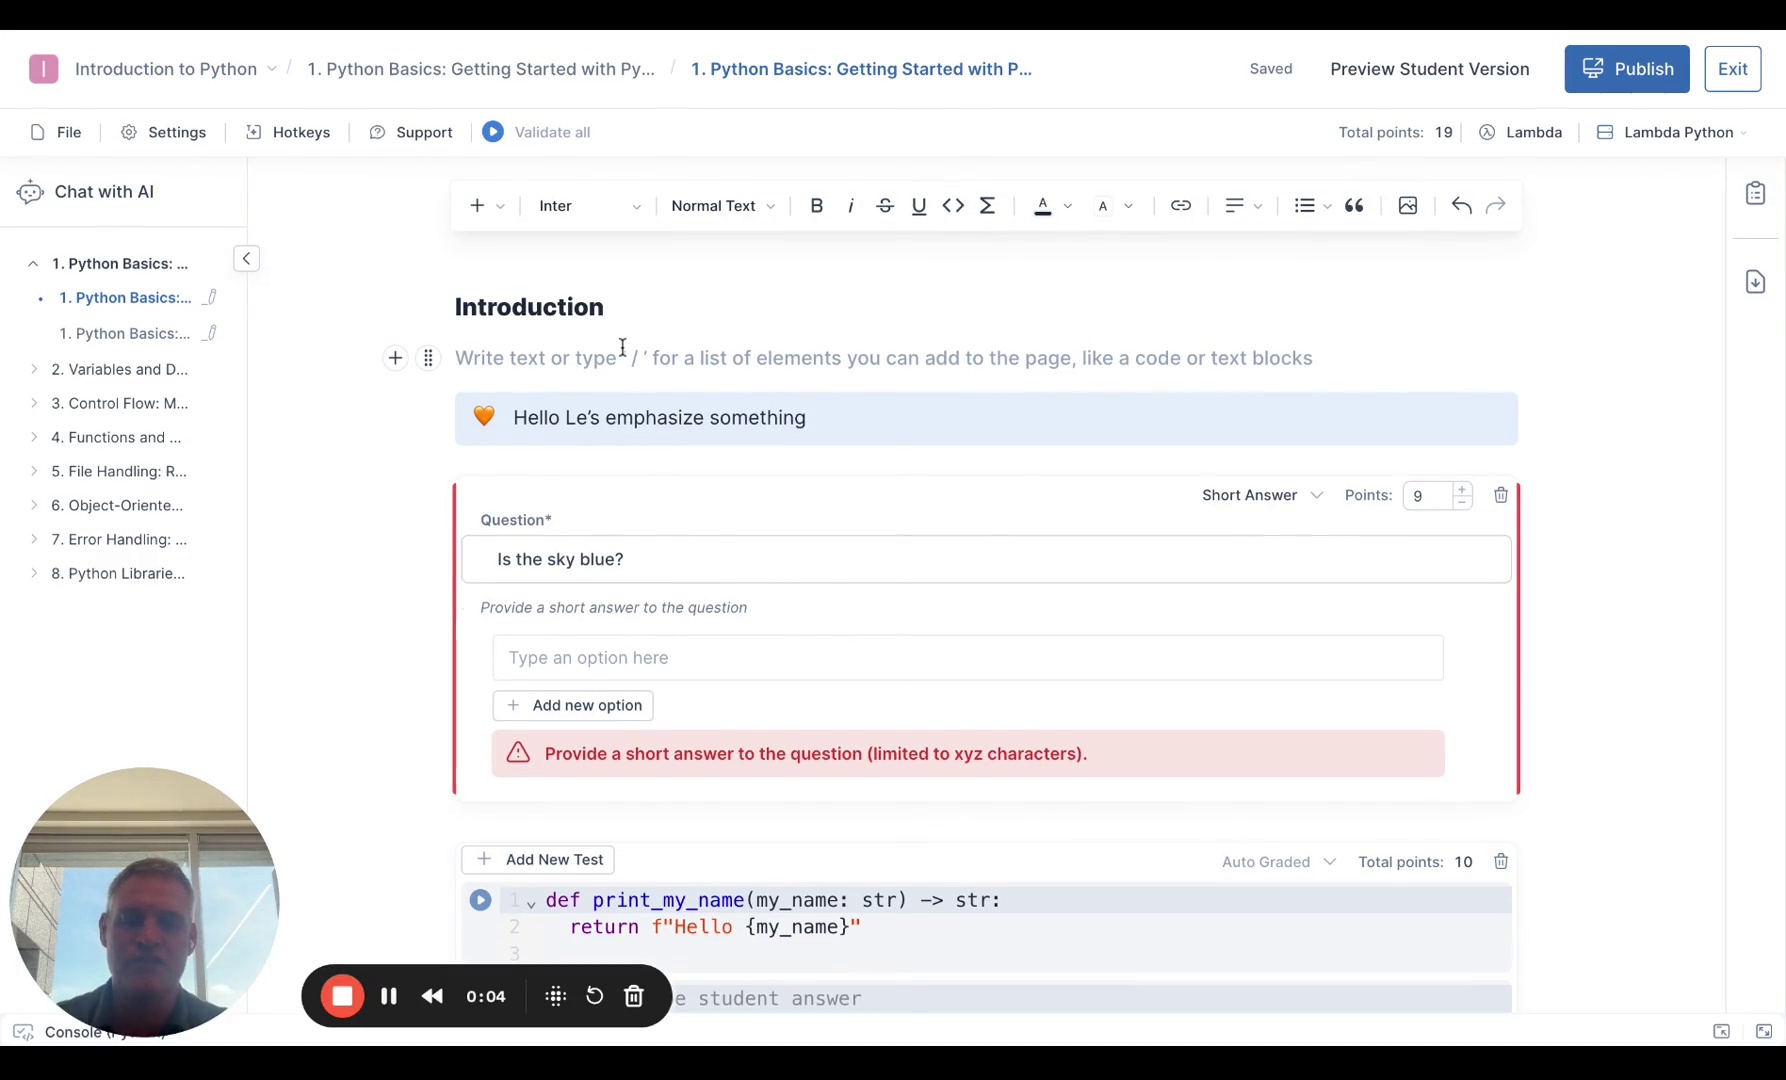 I Introduction to Python / 1. Python Basics: Getting Started with Py... / 1. Python Basics: Getting Started with P... Saved Preview Student Version Publish Exit
File Settings Hotkeys Support Validate all Total points: 19 Lambda Lambda Python
Chat with AI
Inter Normal Text B i S U <> Σ A A
1. Python Basics: ...
1. Python Basics:...
1. Python Basics:...
2. Variables and D...
3. Control Flow: M...
4. Functions and ...
5. File Handling: R...
6. Object-Oriente...
7. Error Handling: ...
8. Python Librarie...
Introduction
Write text or type ' / ' for a list of elements you can add to the page, like a code or text blocks
🧡 Hello Le's emphasize something
Short Answer Points: 9
Question*
Is the sky blue?
Provide a short answer to the question
Type an option here
+ Add new option
Provide a short answer to the question (limited to xyz characters).
+ Add New Test Auto Graded Total points: 10
1 def print_my_name(my_name: str) -> str:
2 return f"Hello {my_name}"
3
student answer
0:04
Console